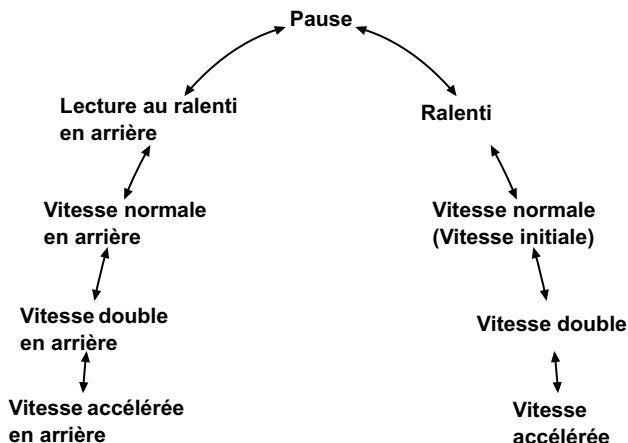 Pause
Lecture au ralenti
en arrière
Ralenti
Vitesse normale
en arrière
Vitesse normale
(Vitesse initiale)
Vitesse double
en arrière
Vitesse double
Vitesse accélérée
en arrière
Vitesse
accélérée